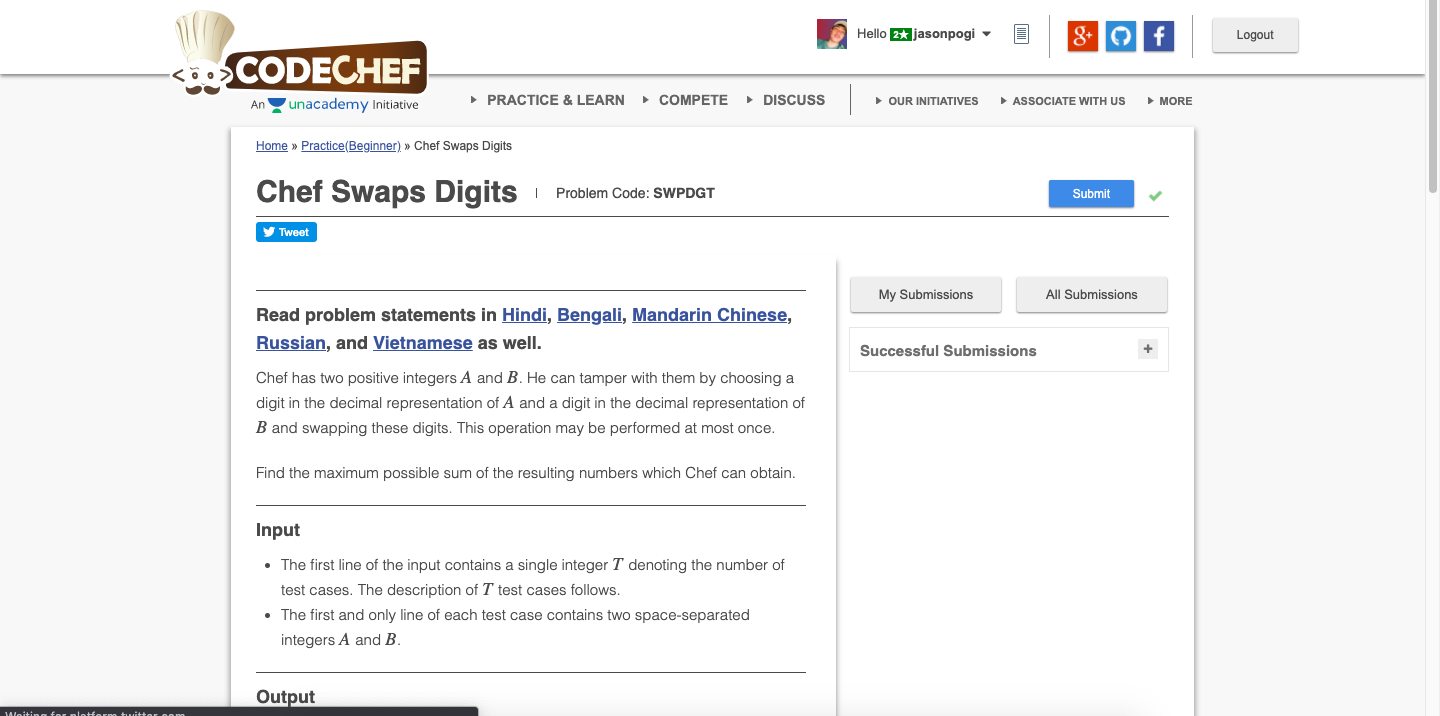 Hello 2★ jasonpogi
Logout
CODECHEF
An unacademy Initiative
PRACTICE & LEARN COMPETE DISCUSS OUR INITIATIVES ASSOCIATE WITH US MORE
Home » Practice(Beginner) » Chef Swaps Digits
Chef Swaps Digits Problem Code: SWPDGT Submit
Tweet
My Submissions All Submissions
Successful Submissions +
Read problem statements in Hindi, Bengali, Mandarin Chinese,
Russian, and Vietnamese as well.
Chef has two positive integers A and B. He can tamper with them by choosing a
digit in the decimal representation of A and a digit in the decimal representation of
B and swapping these digits. This operation may be performed at most once.
Find the maximum possible sum of the resulting numbers which Chef can obtain.
Input
• The first line of the input contains a single integer T denoting the number of
test cases. The description of T test cases follows.
• The first and only line of each test case contains two space-separated
integers A and B.
Output
Waiting for platform.twitter.com